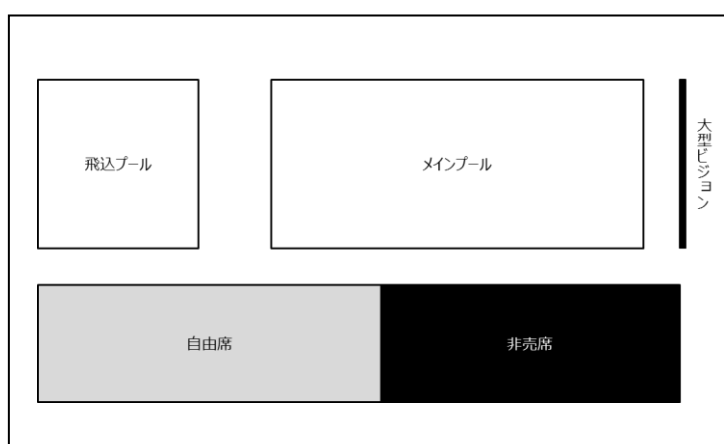 飛込プール
メインプール
大型ビジョン
自由席
非売席